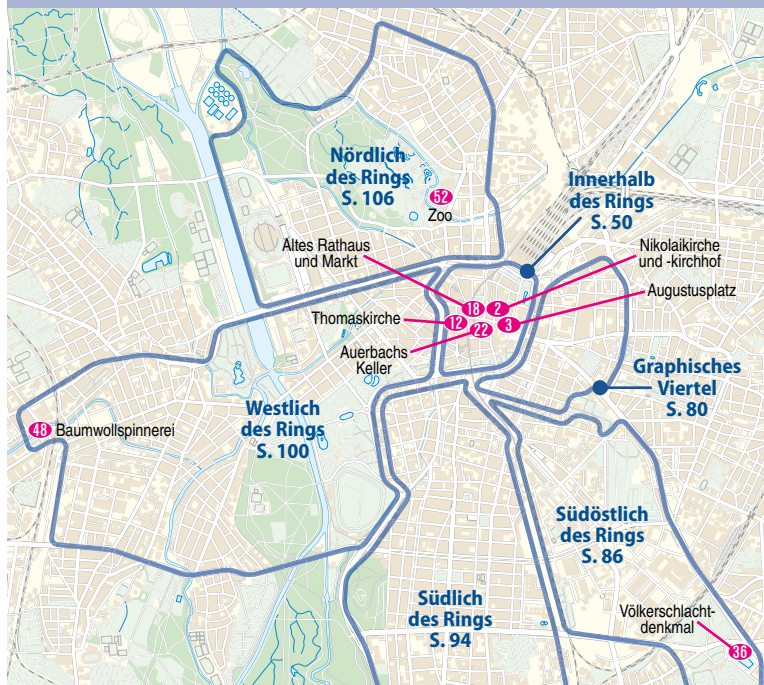 Nördlich
des Rings
S. 106
52
Zoo
Innerhalb
des Rings
S. 50
Altes Rathaus
und Markt
Nikolaikirche
und -kirchhof
18
2
Augustusplatz
Thomaskirche
12
22
3
Auerbachs
Keller
Graphisches
Viertel
S. 80
Westlich
des Rings
S. 100
48
Baumwollspinnerei
Südöstlich
des Rings
S. 86
Südlich
des Rings
S. 94
Völkerschlacht-
denkmal
36